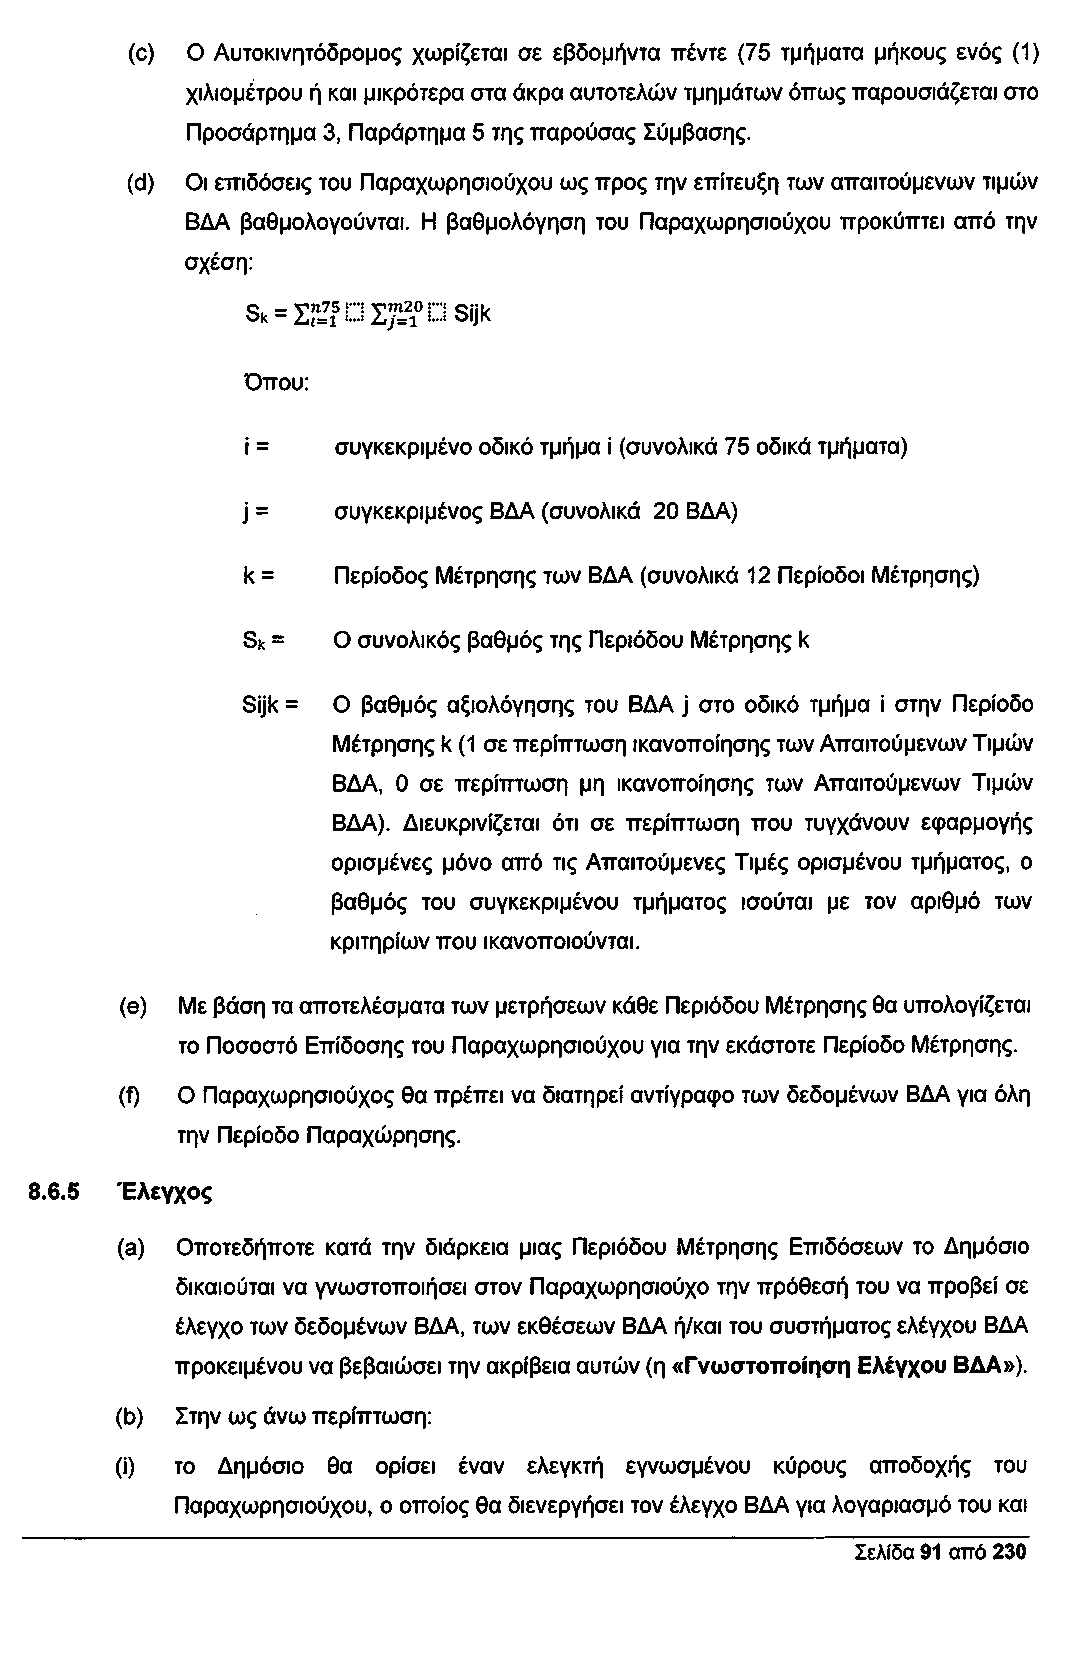 (c) Ο Αυτοκινητόδρομος χωρίζεται σε εβδομήντα πέντε (75 τμήματα μήκους ενός (1)
χιλιομέτρου ή και μικρότερα στα άκρα αυτοτελών τμημάτων όπως παρουσιάζεται στο
Προσάρτημα 3, Παράρτημα 5 της παρούσας Σύμβασης.
(d) Οι επιδόσεις του Παραχωρησιούχου ως προς την επίτευξη των απαιτούμενων τιμών
ΒΔΑ βαθμολογούνται. Η βαθμολόγηση του Παραχωρησιούχου προκύπτει από την
σχέση:
Sk = Σⁿ⁷⁵ᵢ₌₁ ⬚ Σᵐ²⁰ⱼ₌₁ ⬚ Sijk
Όπου:
i = συγκεκριμένο οδικό τμήμα i (συνολικά 75 οδικά τμήματα)
j = συγκεκριμένος ΒΔΑ (συνολικά 20 ΒΔΑ)
k = Περίοδος Μέτρησης των ΒΔΑ (συνολικά 12 Περίοδοι Μέτρησης)
Sk = Ο συνολικός βαθμός της Περιόδου Μέτρησης k
Sijk = Ο βαθμός αξιολόγησης του ΒΔΑ j στο οδικό τμήμα i στην Περίοδο
Μέτρησης k (1 σε περίπτωση ικανοποίησης των Απαιτούμενων Τιμών
ΒΔΑ, 0 σε περίπτωση μη ικανοποίησης των Απαιτούμενων Τιμών
ΒΔΑ). Διευκρινίζεται ότι σε περίπτωση που τυγχάνουν εφαρμογής
ορισμένες μόνο από τις Απαιτούμενες Τιμές ορισμένου τμήματος, ο
βαθμός του συγκεκριμένου τμήματος ισούται με τον αριθμό των
κριτηρίων που ικανοποιούνται.
(e) Με βάση τα αποτελέσματα των μετρήσεων κάθε Περιόδου Μέτρησης θα υπολογίζεται
το Ποσοστό Επίδοσης του Παραχωρησιούχου για την εκάστοτε Περίοδο Μέτρησης.
(f) Ο Παραχωρησιούχος θα πρέπει να διατηρεί αντίγραφο των δεδομένων ΒΔΑ για όλη
την Περίοδο Παραχώρησης.
8.6.5 Έλεγχος
(a) Οποτεδήποτε κατά την διάρκεια μιας Περιόδου Μέτρησης Επιδόσεων το Δημόσιο
δικαιούται να γνωστοποιήσει στον Παραχωρησιούχο την πρόθεσή του να προβεί σε
έλεγχο των δεδομένων ΒΔΑ, των εκθέσεων ΒΔΑ ή/και του συστήματος ελέγχου ΒΔΑ
προκειμένου να βεβαιώσει την ακρίβεια αυτών (η «Γνωστοποίηση Ελέγχου ΒΔΑ»).
(b) Στην ως άνω περίπτωση:
(i) το Δημόσιο θα ορίσει έναν ελεγκτή εγνωσμένου κύρους αποδοχής του
Παραχωρησιούχου, ο οποίος θα διενεργήσει τον έλεγχο ΒΔΑ για λογαριασμό του και
Σελίδα 91 από 230